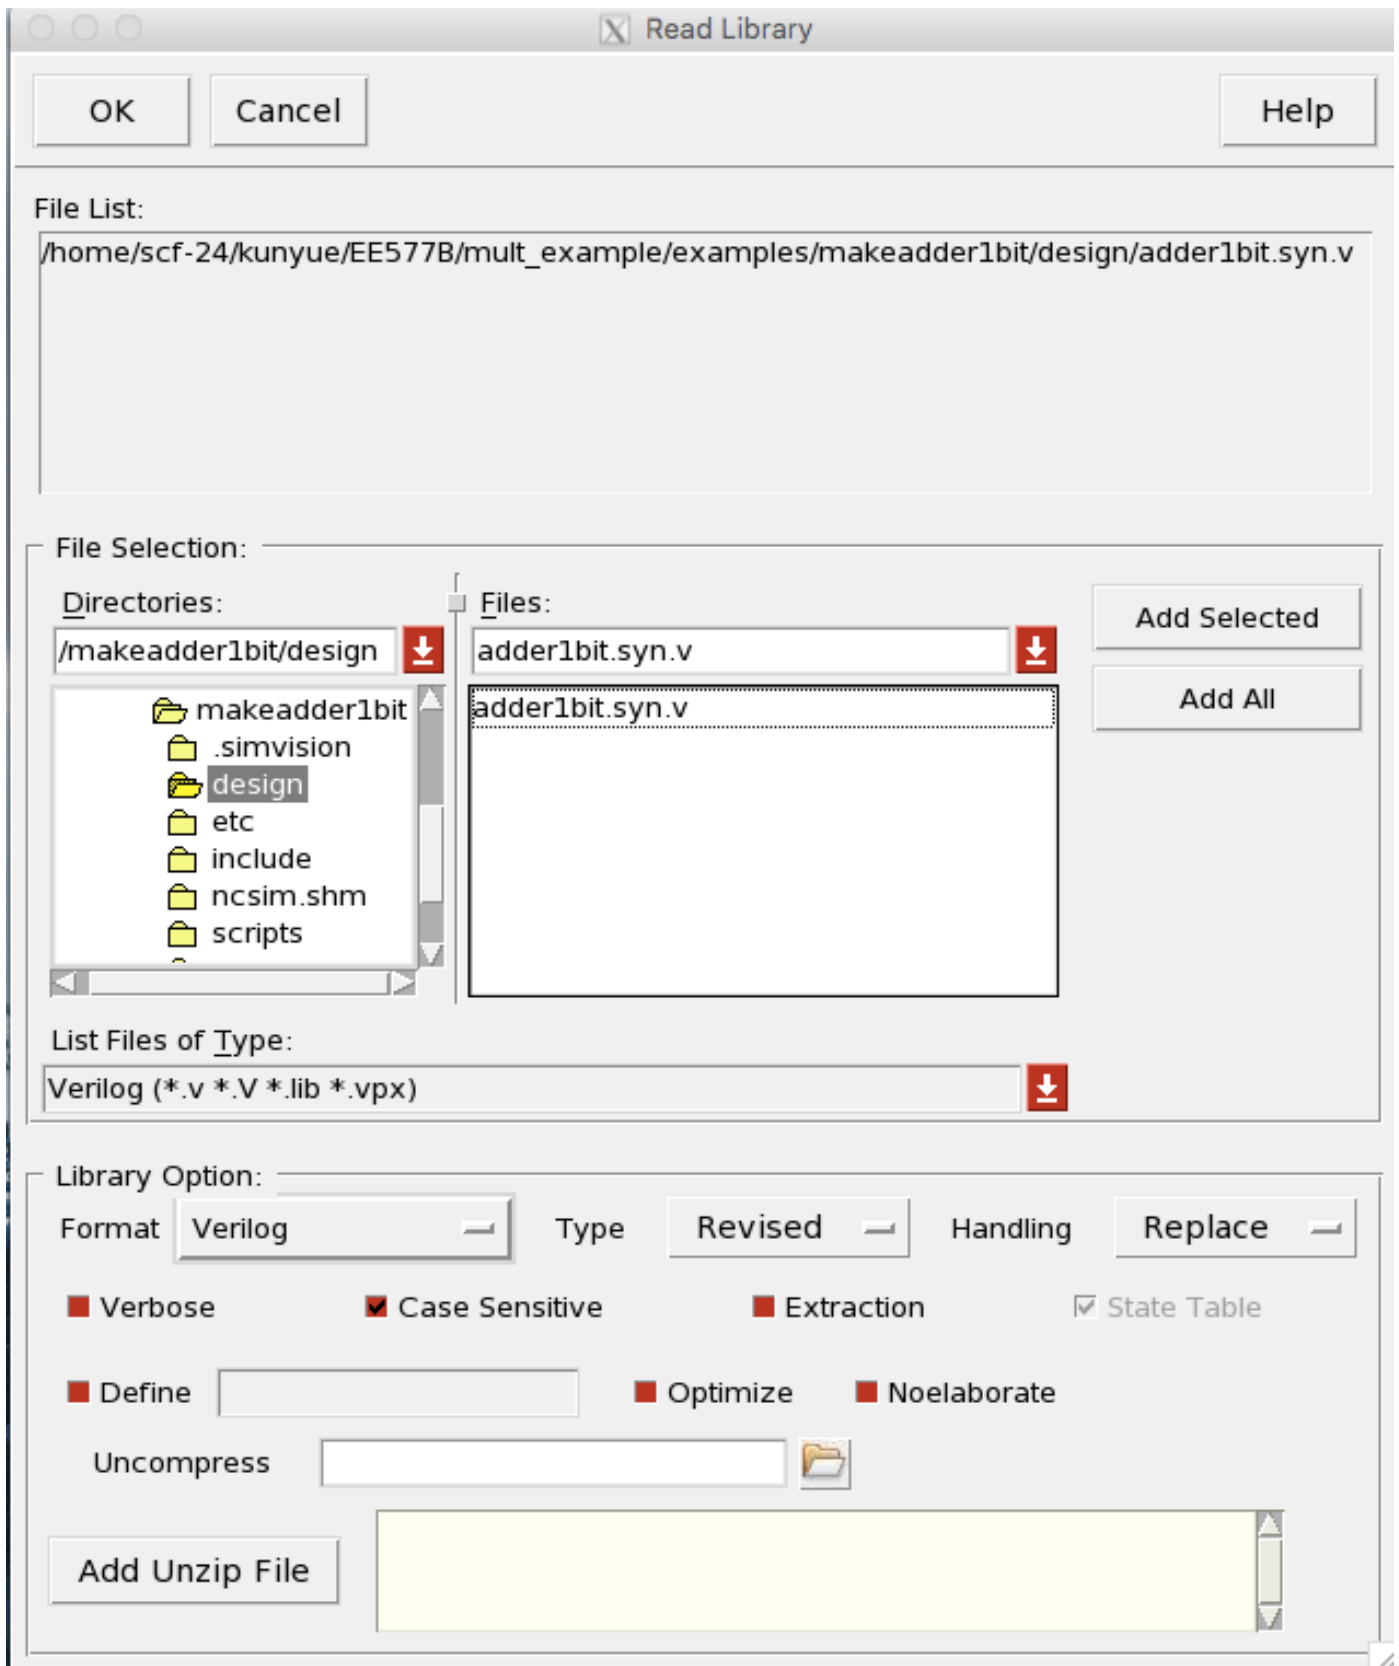 Read Library
OK Cancel Help
File List:
/home/scf-24/kunyue/EE577B/mult_example/examples/makeadder1bit/design/adder1bit.syn.v
File Selection:
Directories: Files:
/makeadder1bit/design adder1bit.syn.v Add Selected
makeadder1bit adder1bit.syn.v Add All
.simvision
design
etc
include
ncsim.shm
scripts
List Files of Type:
Verilog (*.v *.V *.lib *.vpx)
Library Option:
Format Verilog Type Revised Handling Replace
Verbose Case Sensitive Extraction State Table
Define Optimize Noelaborate
Uncompress
Add Unzip File